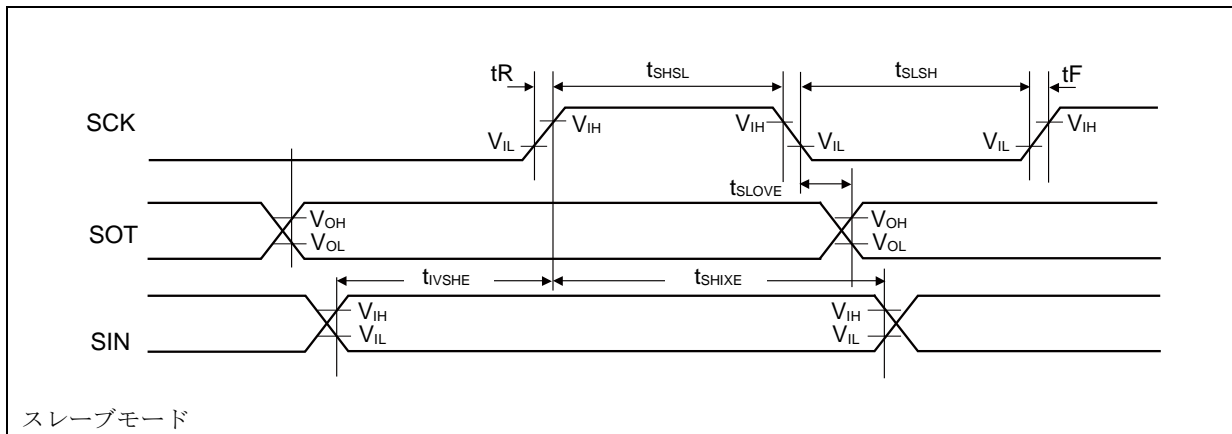 tR tSHSL tSLSH tF
SCK VIH VIH VIH
VIL VIL VIL
tSLOVE
SOT VOH VOH
VOL VOL
tIVSHE tSHIXE
SIN VIH VIH
VIL VIL
スレーブモード